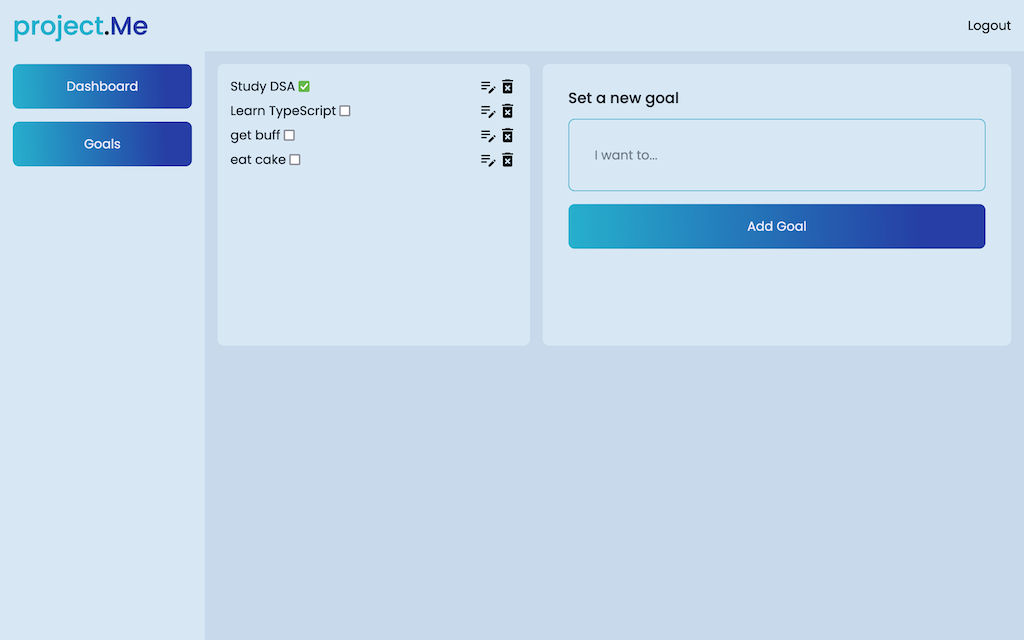 project.Me
Logout
Dashboard
Goals
Study DSA
Learn TypeScript
get buff
eat cake
Set a new goal
I want to...
Add Goal